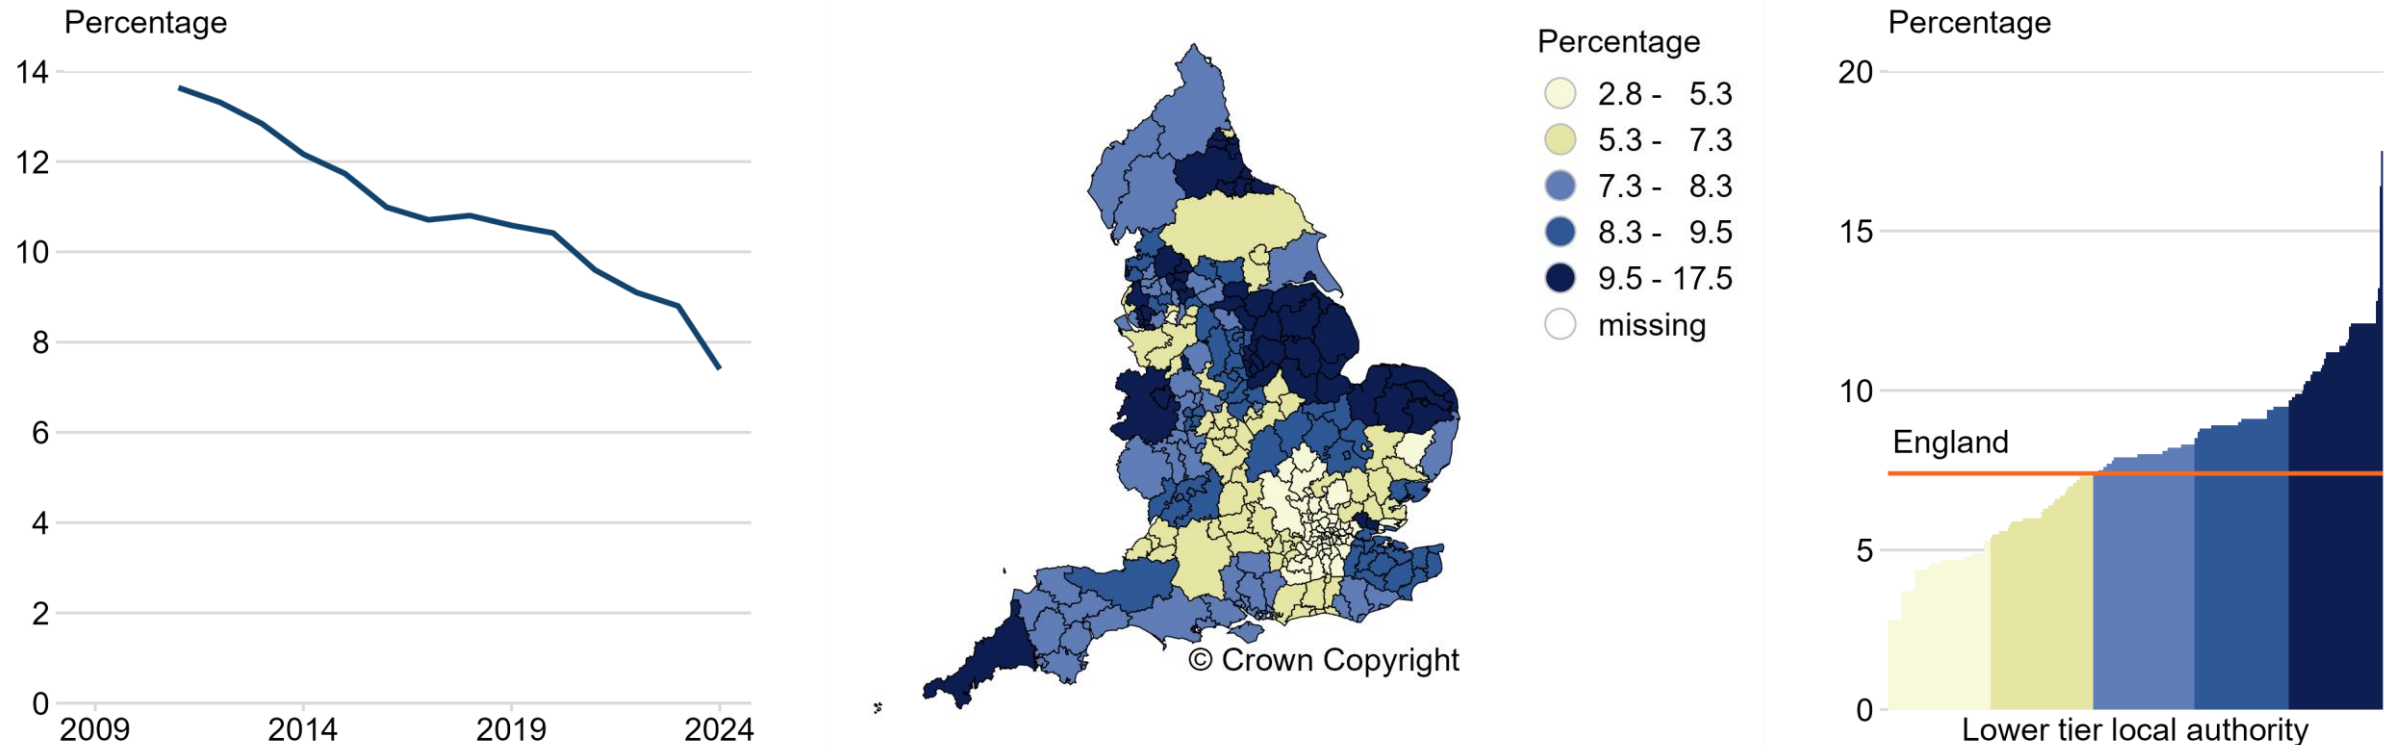 Percentage
14
12
10
8
6
4
2
0
2009 2014 2019 2024
© Crown Copyright
Percentage
2.8 - 5.3
5.3 - 7.3
7.3 - 8.3
8.3 - 9.5
9.5 - 17.5
missing
Percentage
20
15
10
England
5
0
Lower tier local authority